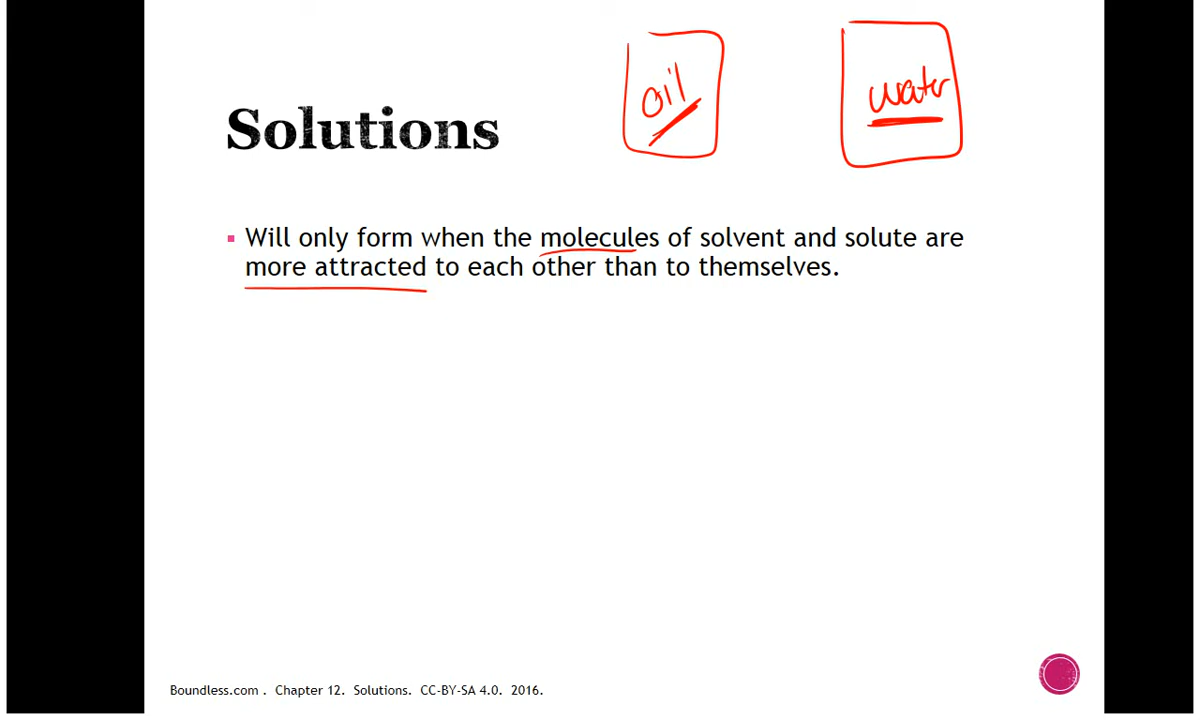 oil
water
Solutions
Will only form when the molecules of solvent and solute are
more attracted to each other than to themselves.
Boundless.com . Chapter 12. Solutions. CC-BY-SA 4.0. 2016.